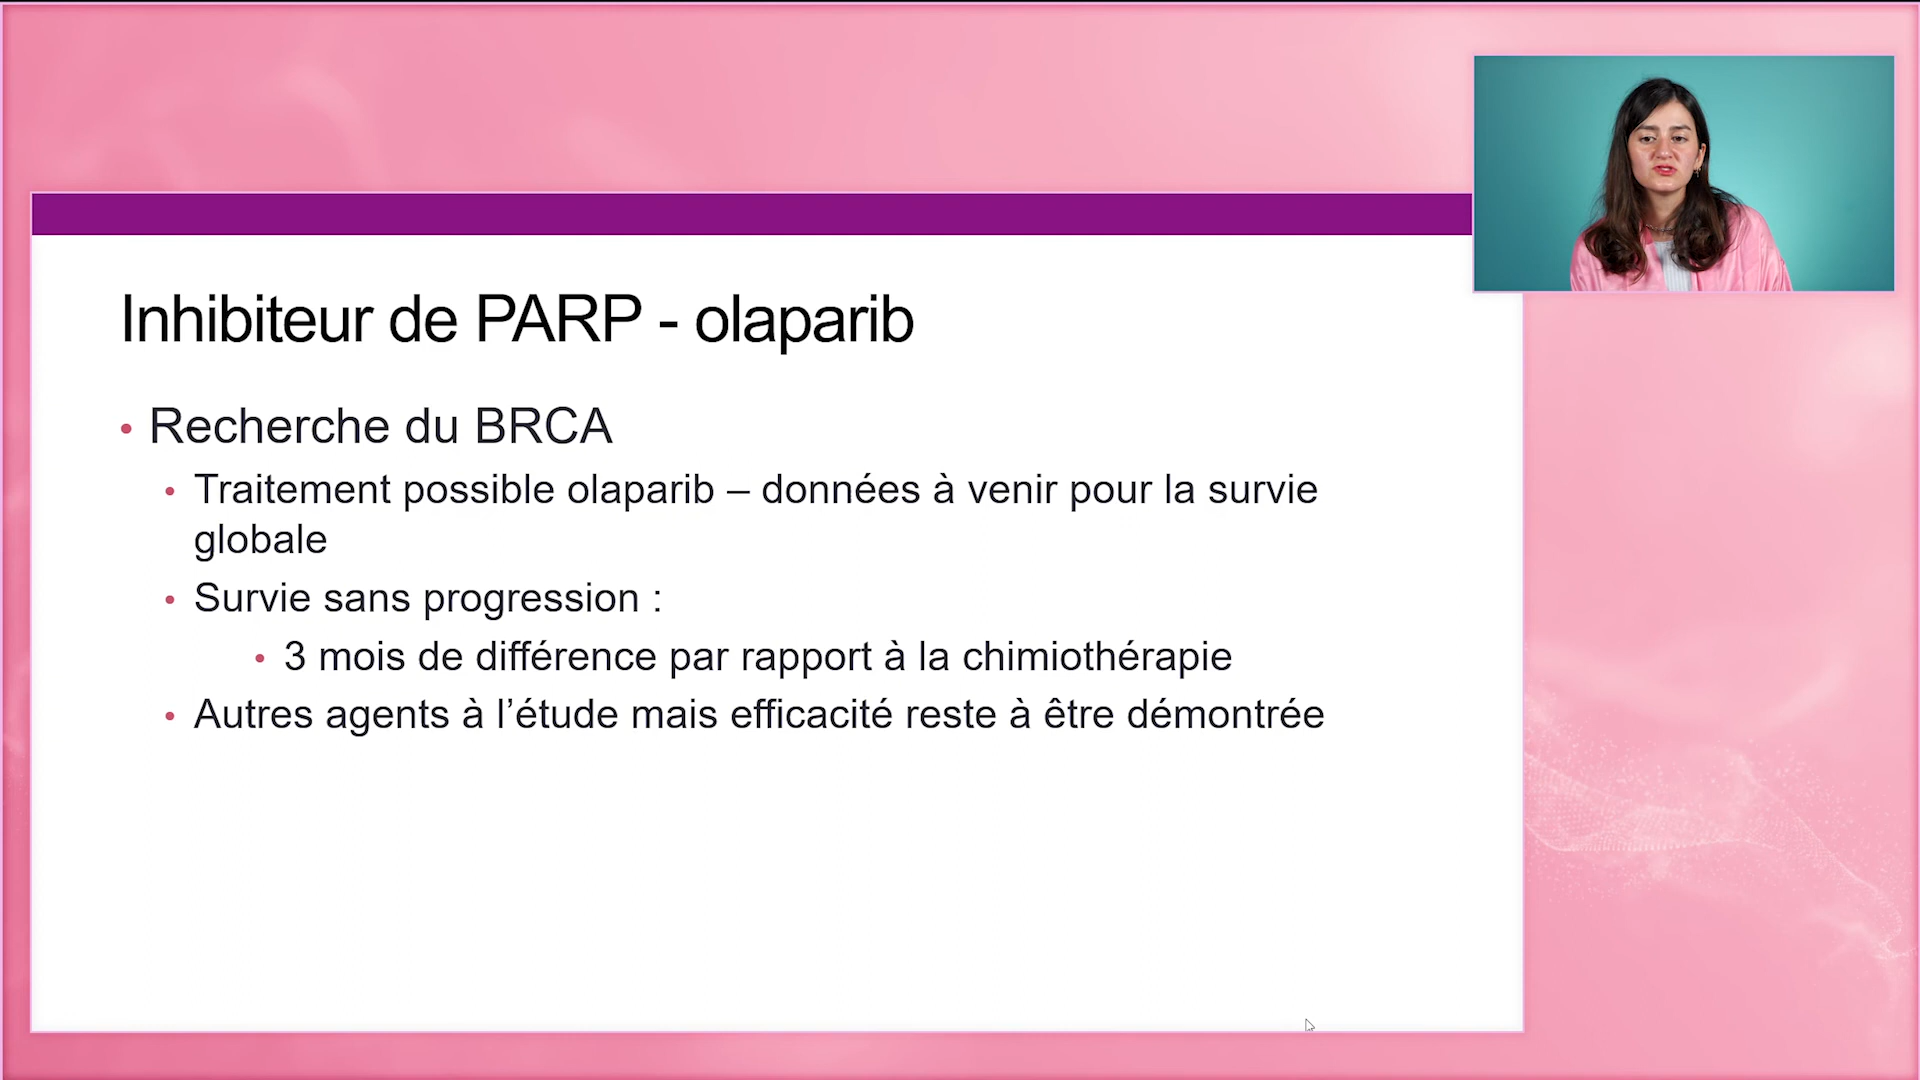 Inhibiteur de PARP - olaparib
• Recherche du BRCA
• Traitement possible olaparib – données à venir pour la survie
globale
• Survie sans progression :
• 3 mois de différence par rapport à la chimiothérapie
• Autres agents à l’étude mais efficacité reste à être démontrée